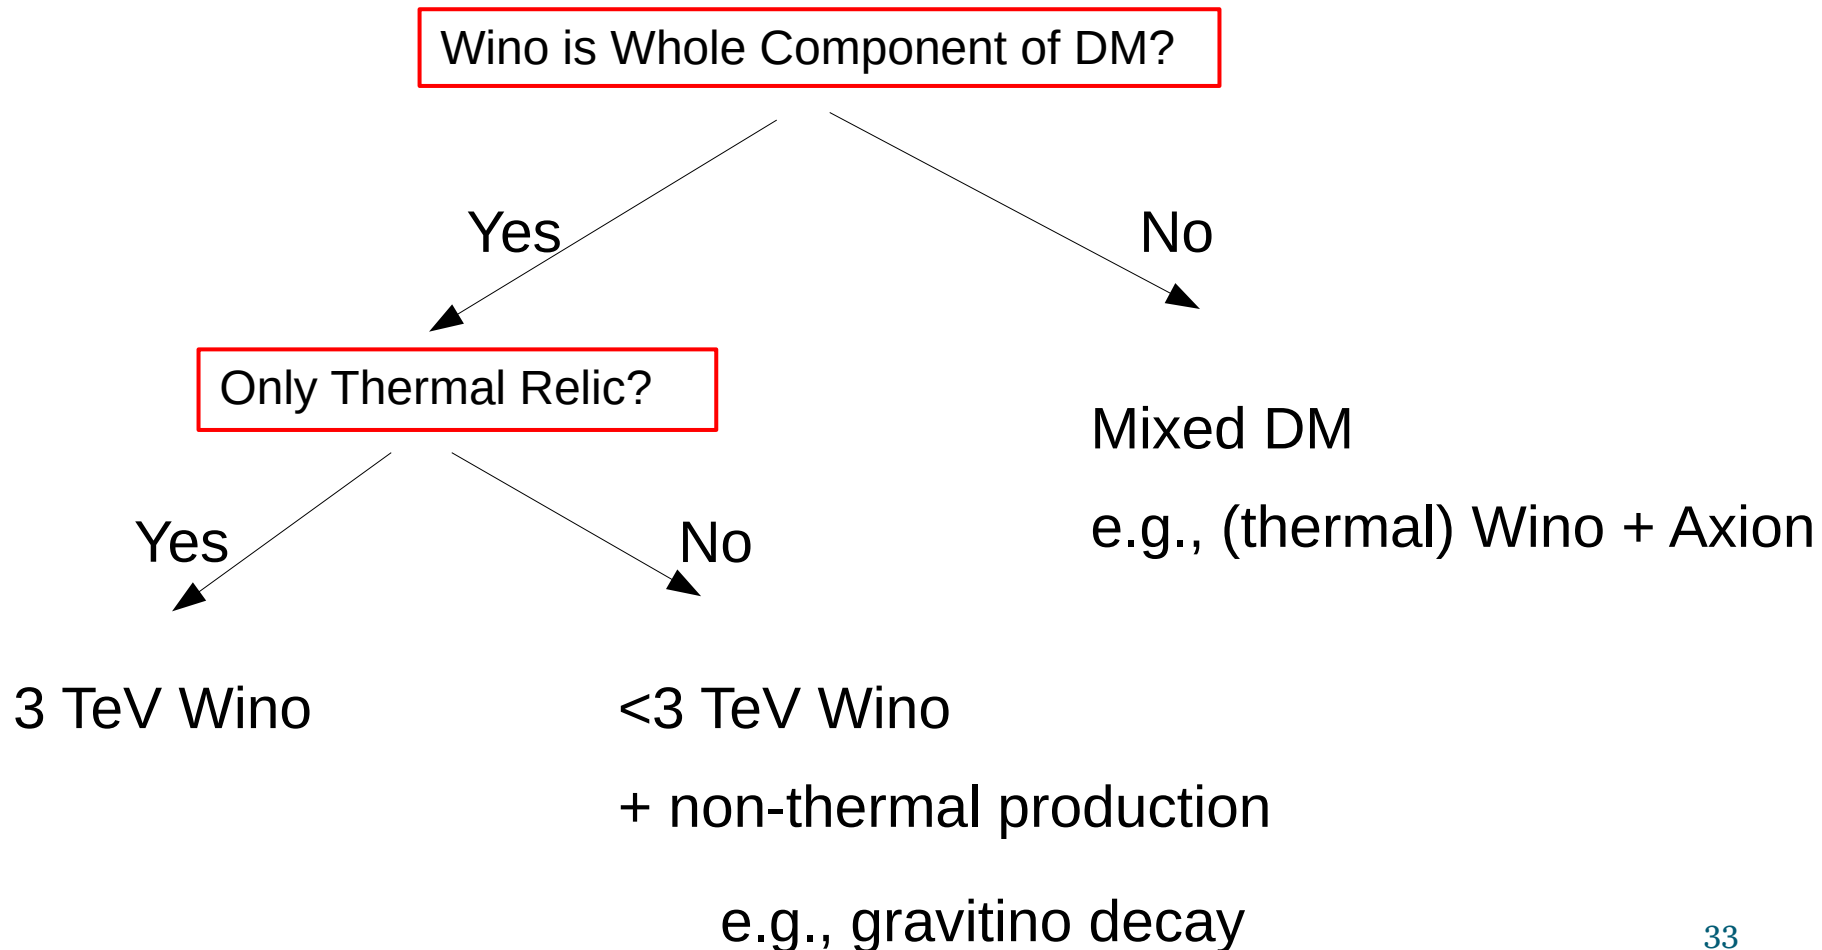 Wino is Whole Component of DM?
Yes
No
Only Thermal Relic?
Mixed DM
e.g., (thermal) Wino + Axion
Yes
No
3 TeV Wino
<3 TeV Wino
+ non-thermal production
e.g., gravitino decay
33